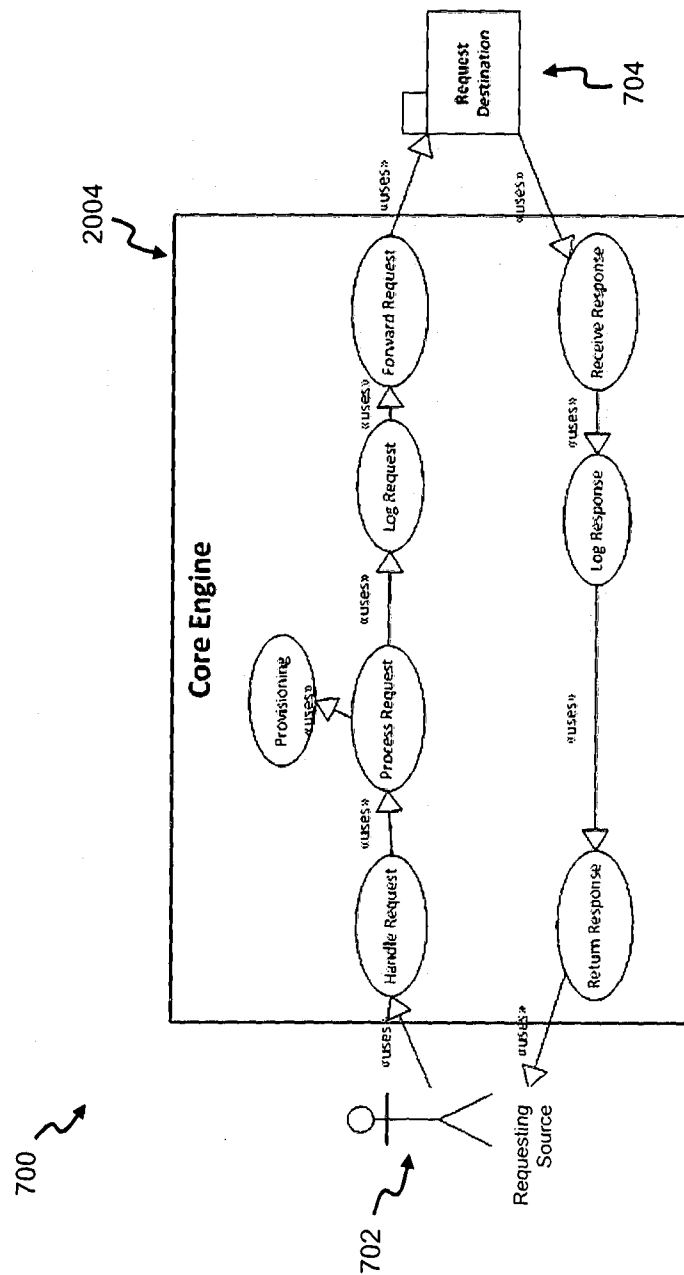 700
2004
Core Engine
702
Requesting
Source
«uses
Handle Request
«uses»
Process Request
«uses»
Provisioning
«uses»
Log Request
«uses»
Forward Request
«uses»
Request
Destination
704
«uses»
Receive Response
«uses»
Log Response
«uses»
Return Response
«uses»